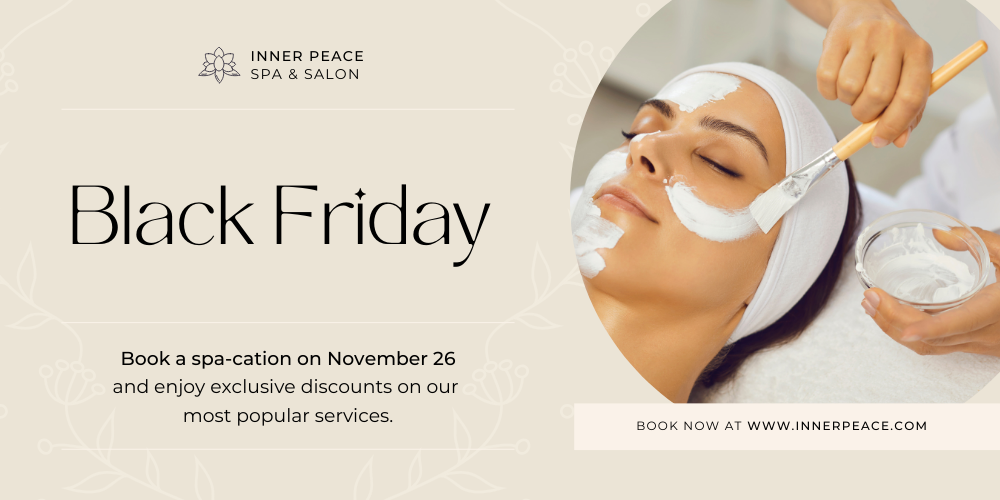 INNER PEACE
SPA & SALON
Black Friday
Book a spa-cation on November 26
and enjoy exclusive discounts on our
most popular services.
BOOK NOW AT WWW.INNERPEACE.COM